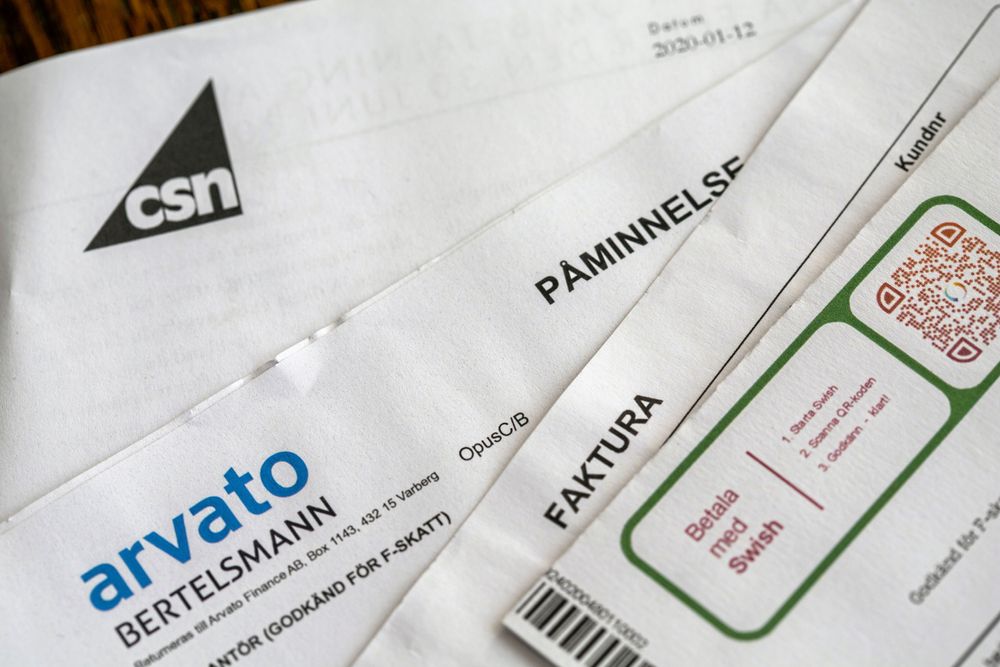 Datum
2020-01-12
csn
PÅMINNELSE
arvato
BERTELSMANN
Returneras till Arvato Finance AB, Box 1143, 432 15 Varberg
OpusC/B
ANTÖR (GODKÄND FÖR F-SKATT)
FAKTURA
Kundnr
1. Starta Swish
2. Scanna QR-koden
3. Godkänn - klart!
Betala
med
Swish
Godkänd för F-sk